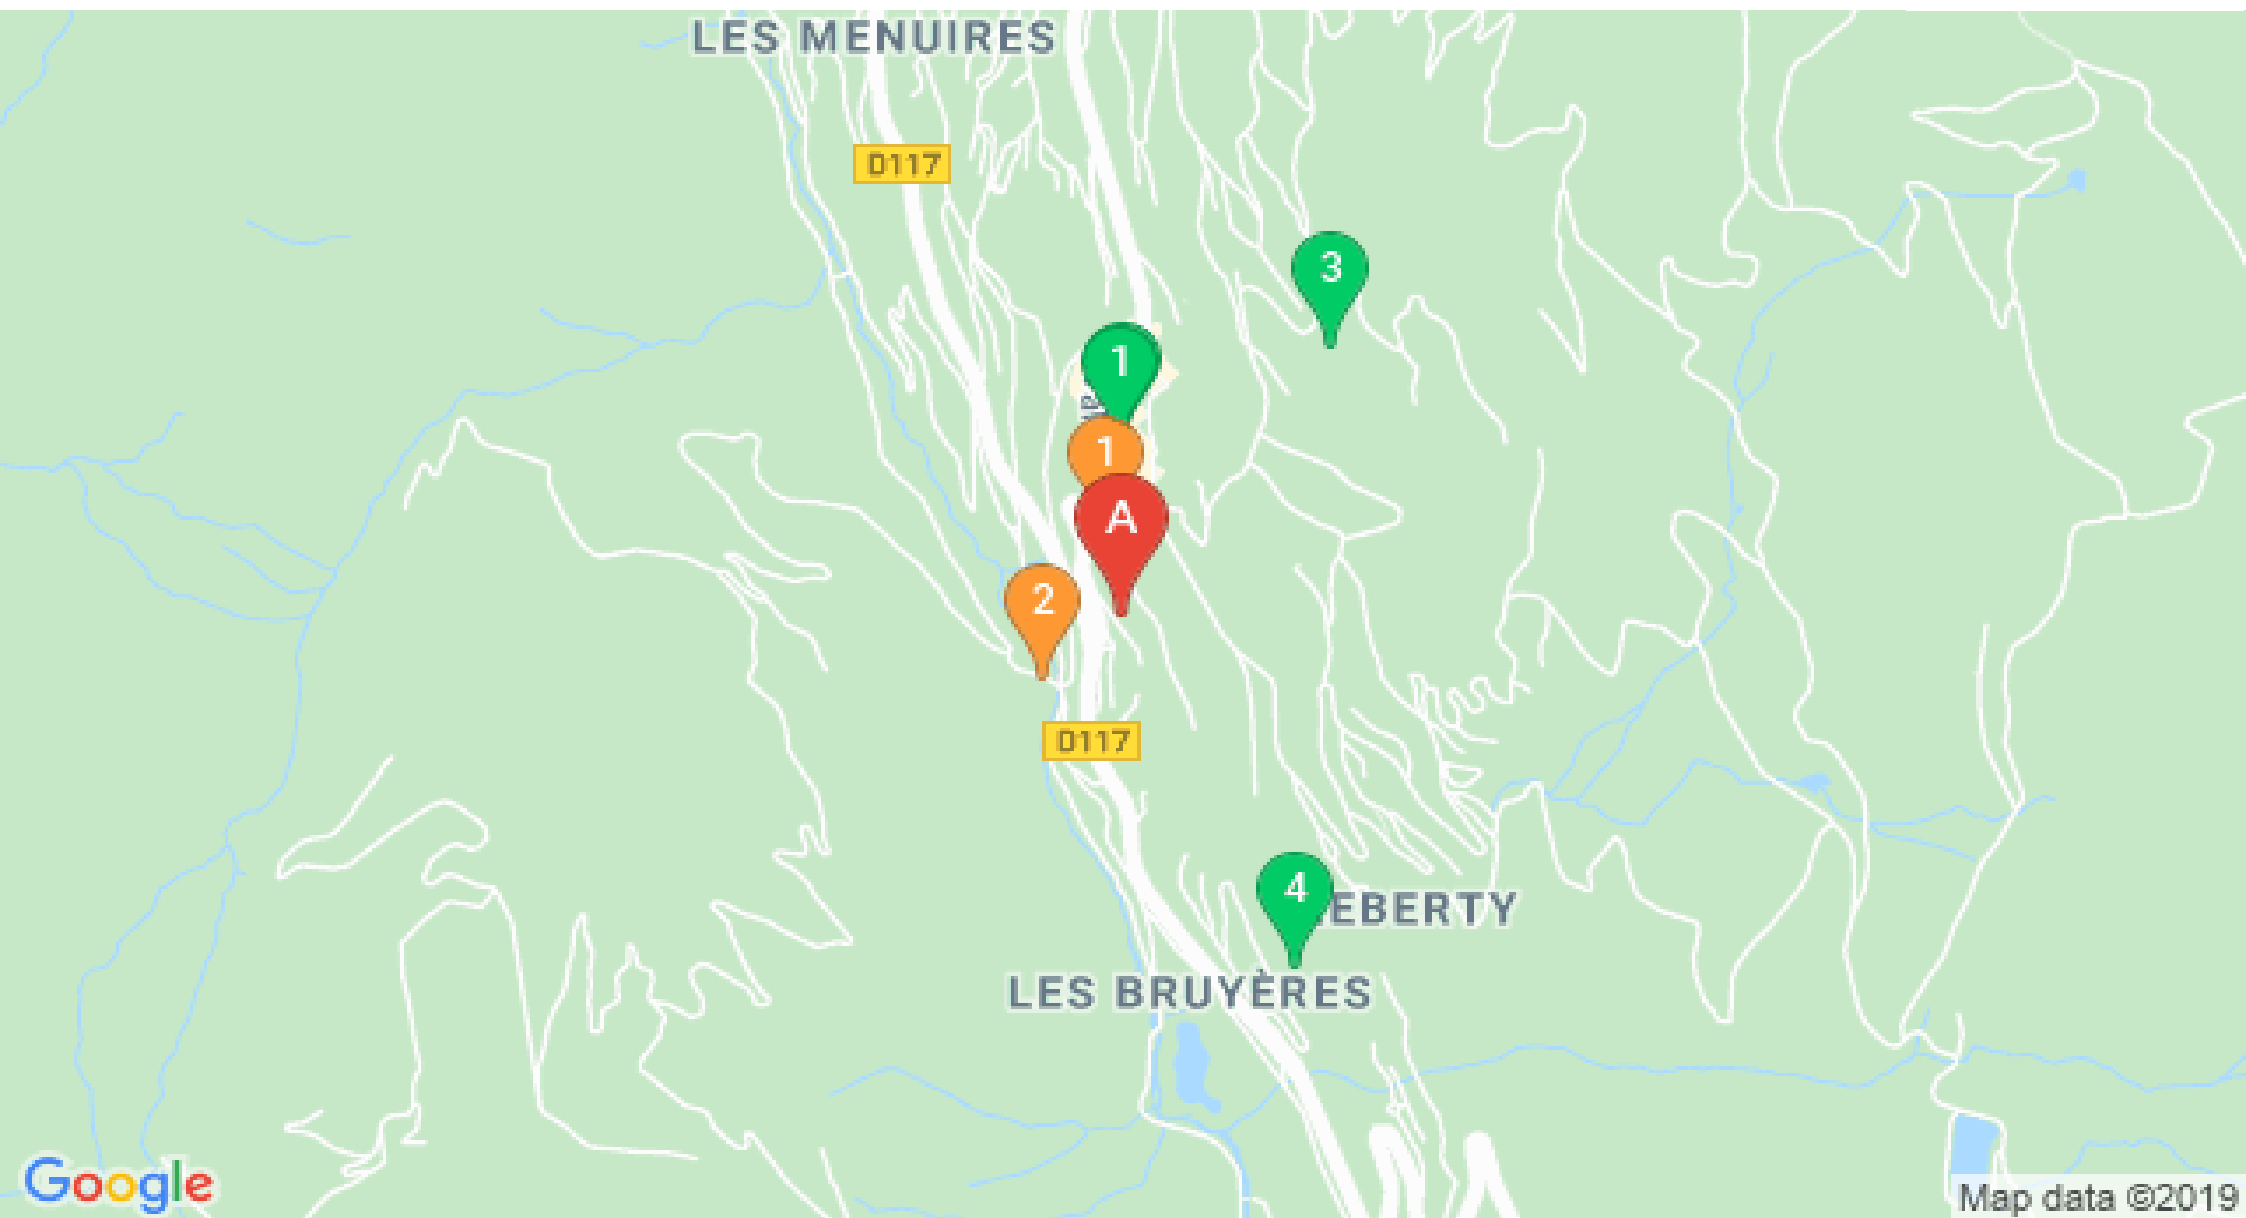 LES MENUIRES
D117
3
1
1
A
2
D117
4
EBERTY
LES BRUYÈRES
Google
Map data ©2019